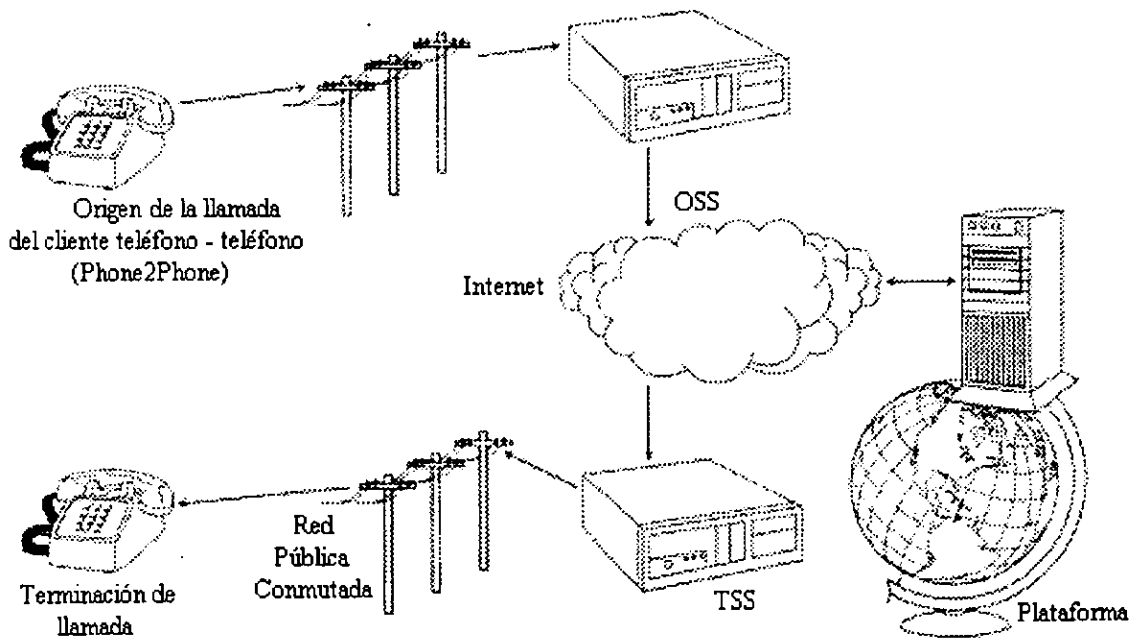 Origen de la llamada
del cliente teléfono - teléfono
(Phone2Phone)
OSS
Internet
Red
Pública
Conmutada
Terminación de
llamada
TSS
Plataforma